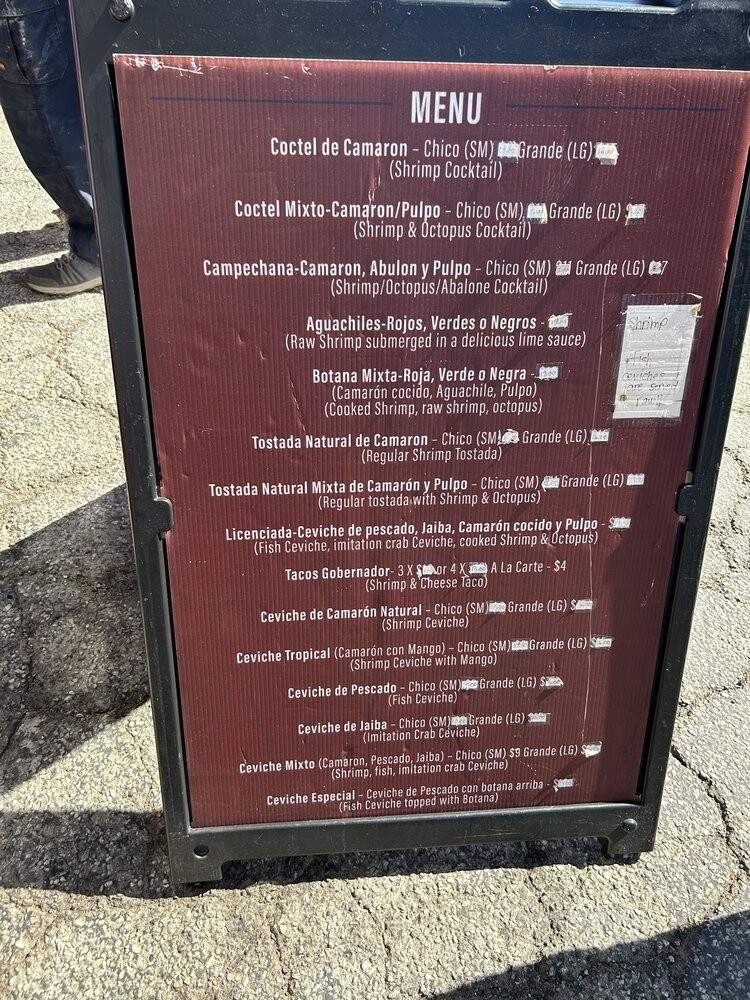 MENU
Coctel de Camaron - Chico (SM) Grande (LG)
(Shrimp Cocktail)
Coctel Mixto-Camaron/Pulpo - Chico (SM) Grande (LG)
(Shrimp & Octopus Cocktail)
Campechana-Camaron, Abulon y Pulpo - Chico (SM) Grande (LG)
(Shrimp/Octopus/Abalone Cocktail)
Aguachiles-Rojos, Verdes o Negros -
(Raw Shrimp submerged in a delicious lime sauce)
Shrimp
Fish
ceviches
are served
Botana Mixta-Roja, Verde o Negra -
(Camarón cocido, Aguachile, Pulpo)
(Cooked Shrimp, raw shrimp, octopus)
Tostada Natural de Camaron - Chico (SM) Grande (LG)
(Regular Shrimp Tostada)
Tostada Natural Mixta de Camarón y Pulpo - Chico (SM) Grande (LG)
(Regular tostada with Shrimp & Octopus)
Licenciada-Ceviche de pescado, Jaiba, Camarón cocido y Pulpo -
(Fish Ceviche, imitation crab Ceviche, cooked Shrimp & Octopus)
Tacos Gobernador- 3 X or 4 X A La Carte - $4
(Shrimp & Cheese Taco)
Ceviche de Camarón Natural - Chico (SM) Grande (LG)
(Shrimp Ceviche)
Ceviche Tropical (Camarón con Mango) - Chico (SM) Grande (LG)
(Shrimp Ceviche with Mango)
Ceviche de Pescado - Chico (SM) Grande (LG)
(Fish Ceviche)
Ceviche de Jaiba - Chico (SM) Grande (LG)
(Imitation Crab Ceviche)
Ceviche Mixto (Camaron, Pescado, Jaiba) - Chico (SM) $9 Grande (LG)
(Shrimp, fish, imitation crab Ceviche)
Ceviche Especial - Ceviche de Pescado con botana arriba -
(Fish Ceviche topped with Botana)